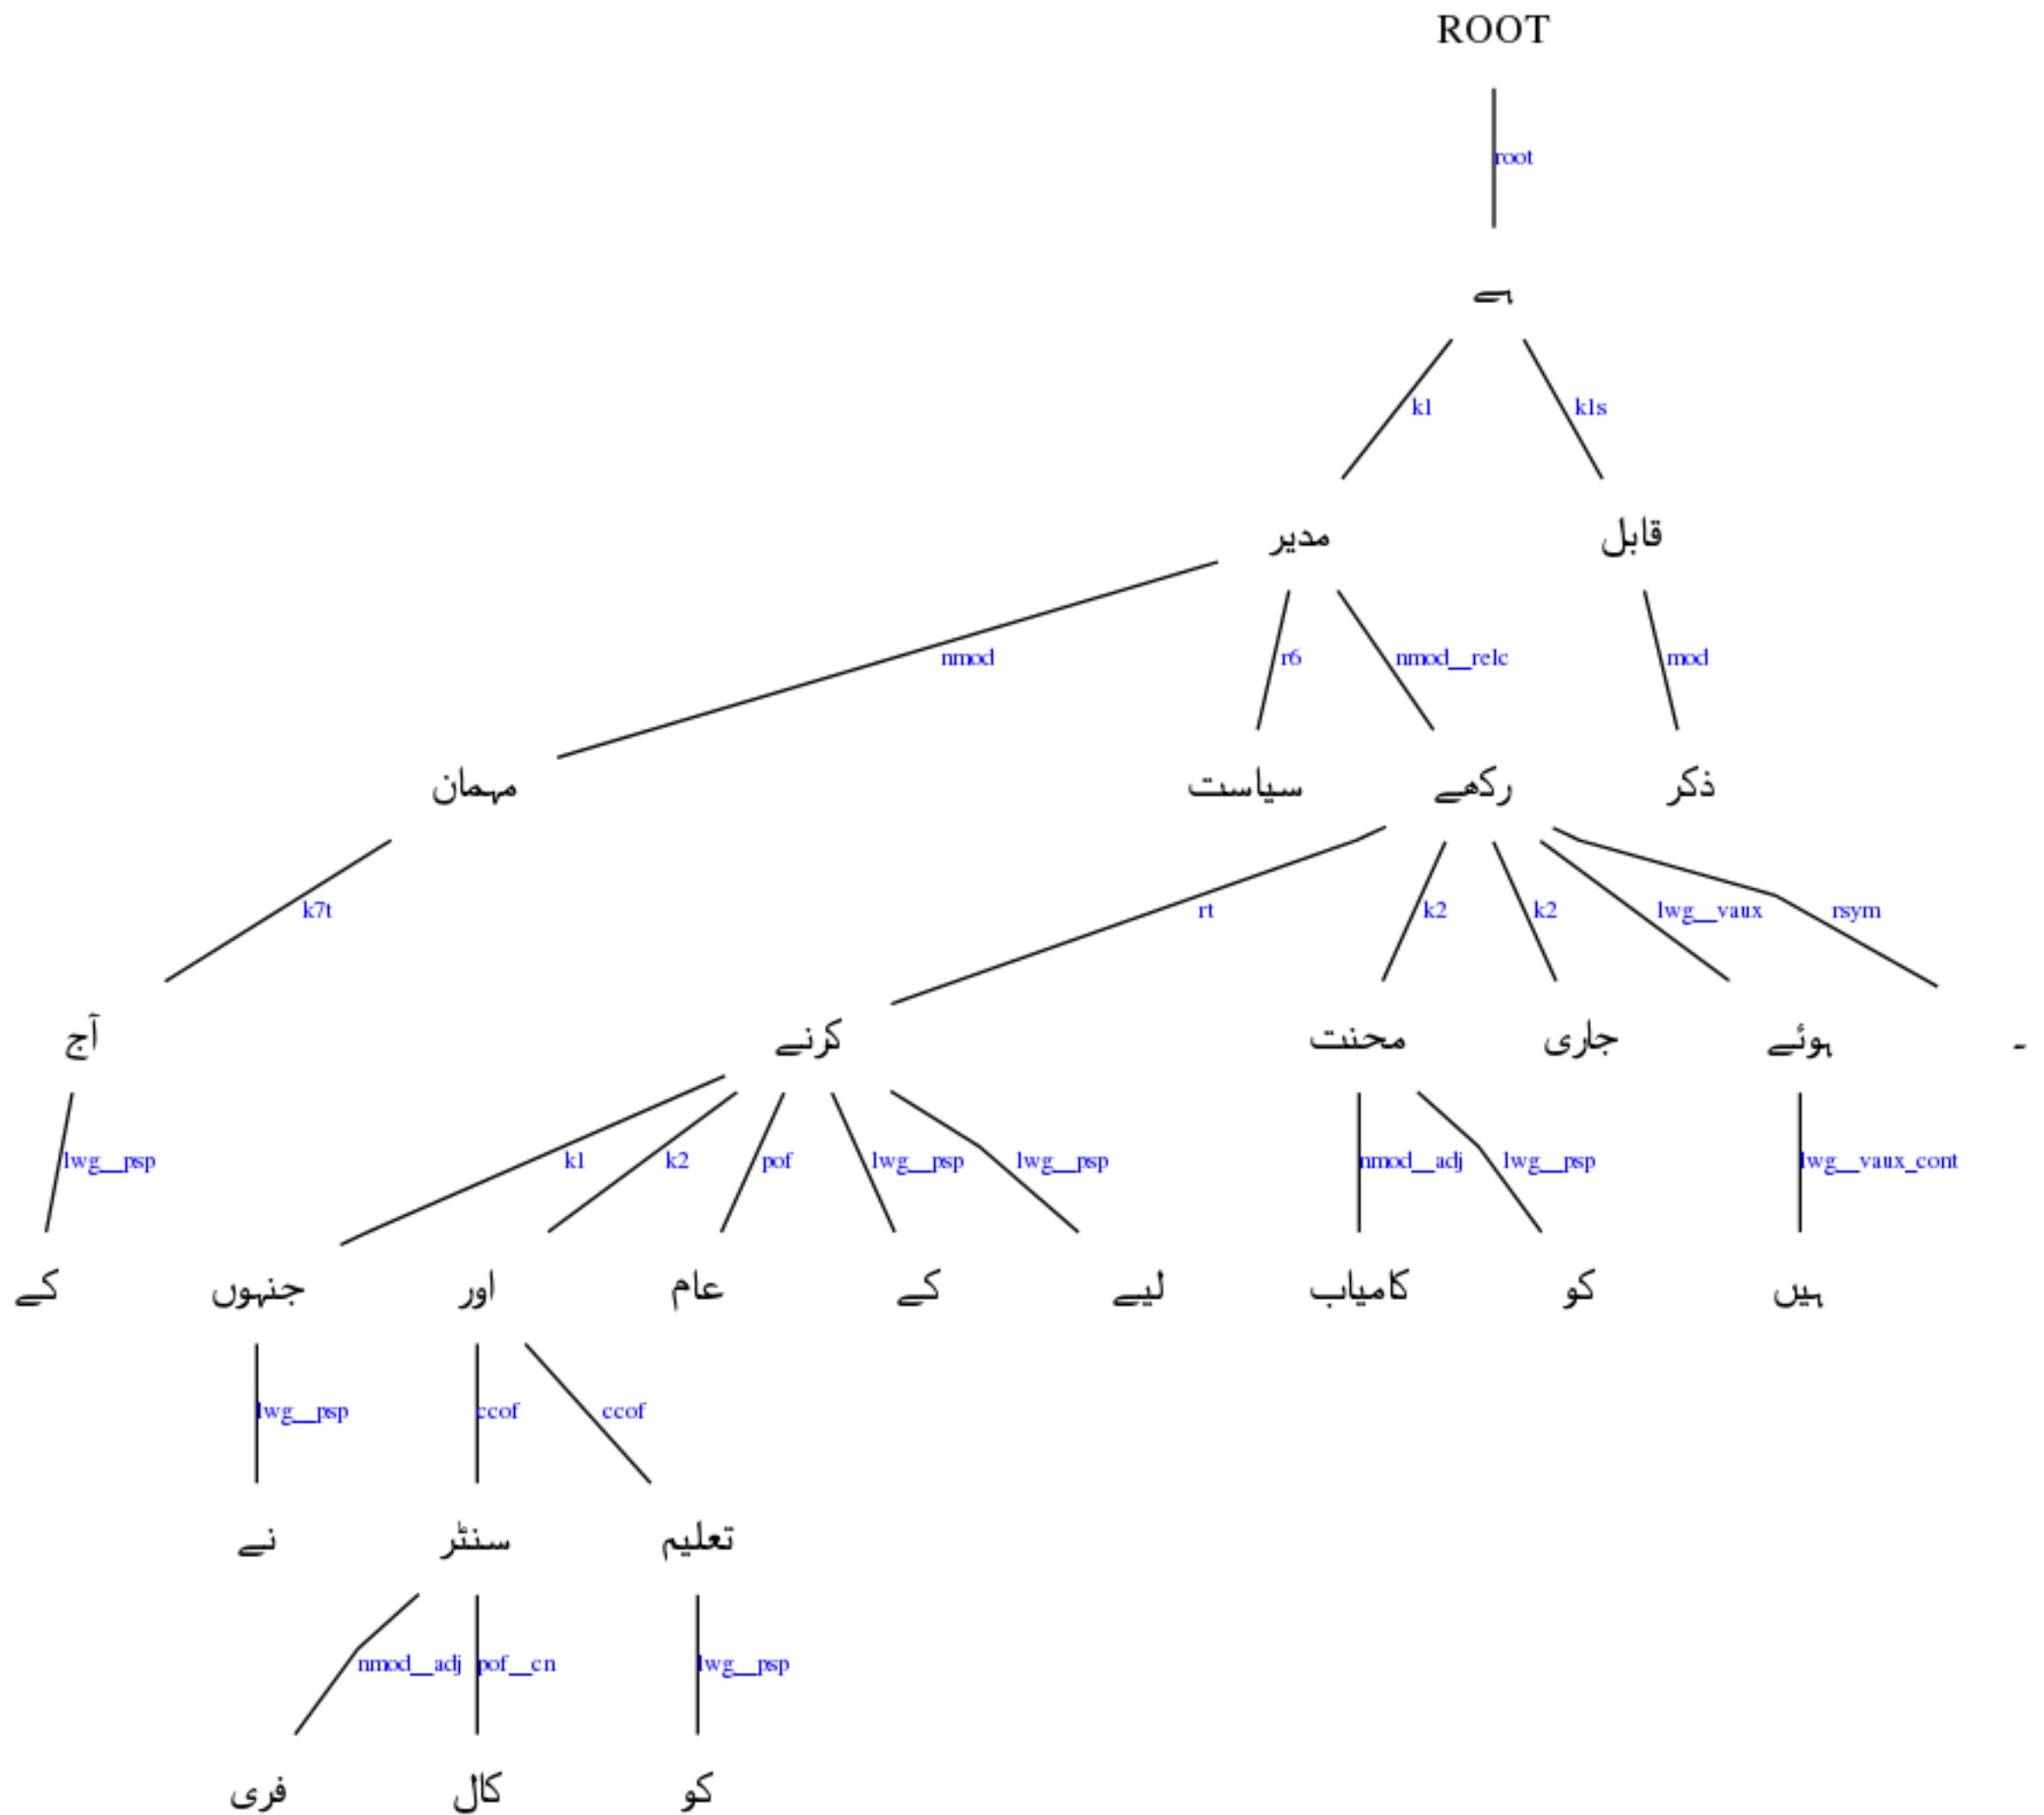 ROOT
root
ہے
k1 k1s
مدیر قابل
nmod r6 nmod__relc mod
مہمان سیاست رکھے ذکر
k7t rt k2 k2 lwg__vaux rsym
آج کرنے محنت جاری ہوئے ۔
lwg__psp k1 k2 pof lwg__psp lwg__psp nmod__adj lwg__psp lwg__vaux_cont
کے جنہوں اور عام کے لیے کامیاب کو ہیں
lwg__psp ccof ccof
نے سنٹر تعلیم
nmod__adj pof__cn lwg__psp
فری کال کو